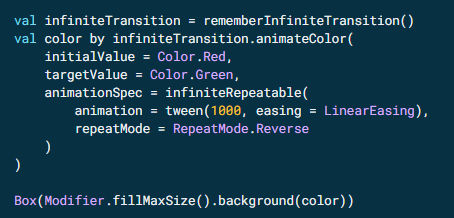 val infiniteTransition = rememberInfiniteTransition()
val color by infiniteTransition.animateColor(
    initialValue = Color.Red,
    targetValue = Color.Green,
    animationSpec = infiniteRepeatable(
        animation = tween(1000, easing = LinearEasing),
        repeatMode = RepeatMode.Reverse
    )
)

Box(Modifier.fillMaxSize().background(color))